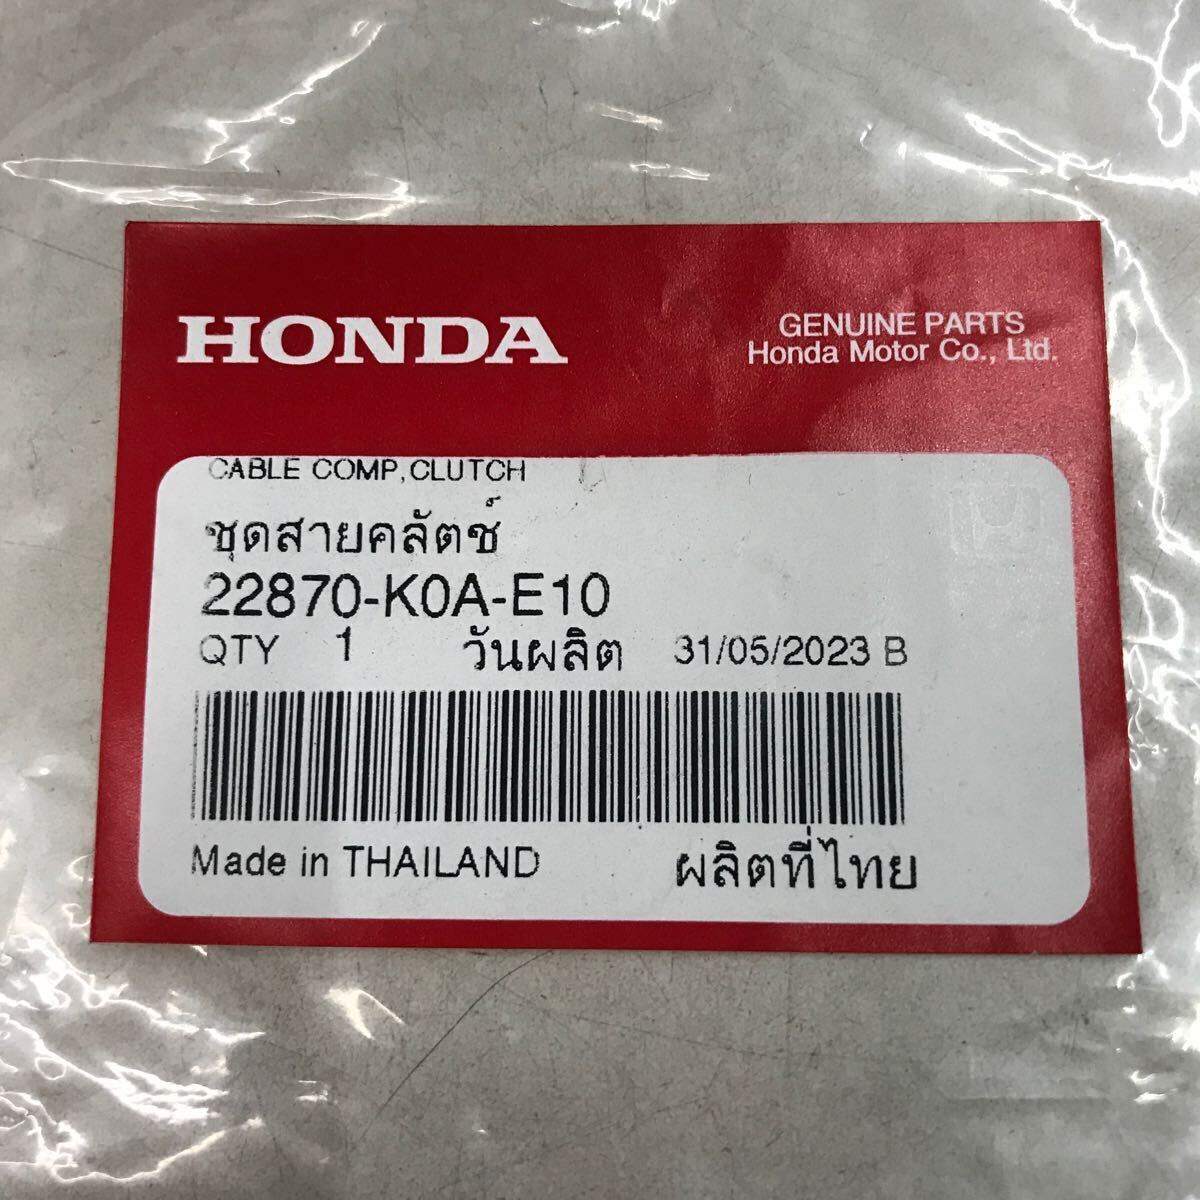 HONDA
GENUINE PARTS
Honda Motor Co., Ltd.
CABLE COMP,CLUTCH
ชุดสายคลัตช์
22870-K0A-E10
QTY 1 วันผลิต 31/05/2023 B
Made in THAILAND ผลิตที่ไทย